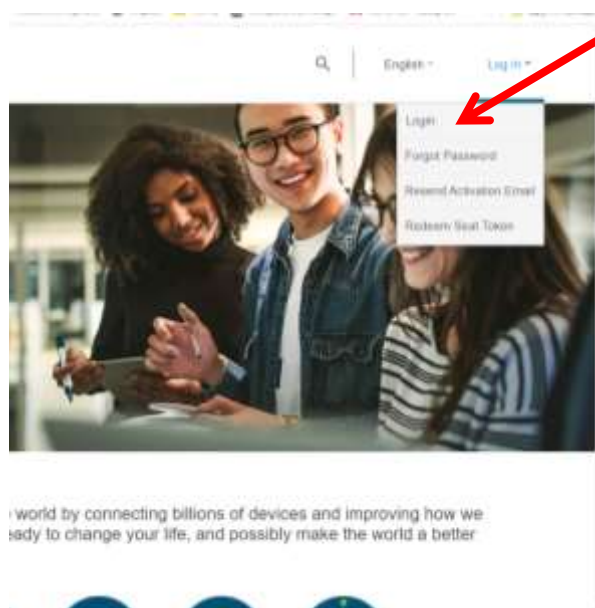 English
Log in
Login
Forgot Password
Resend Activation Email
Redeem Seat Token
world by connecting billions of devices and improving how we
ady to change your life, and possibly make the world a better